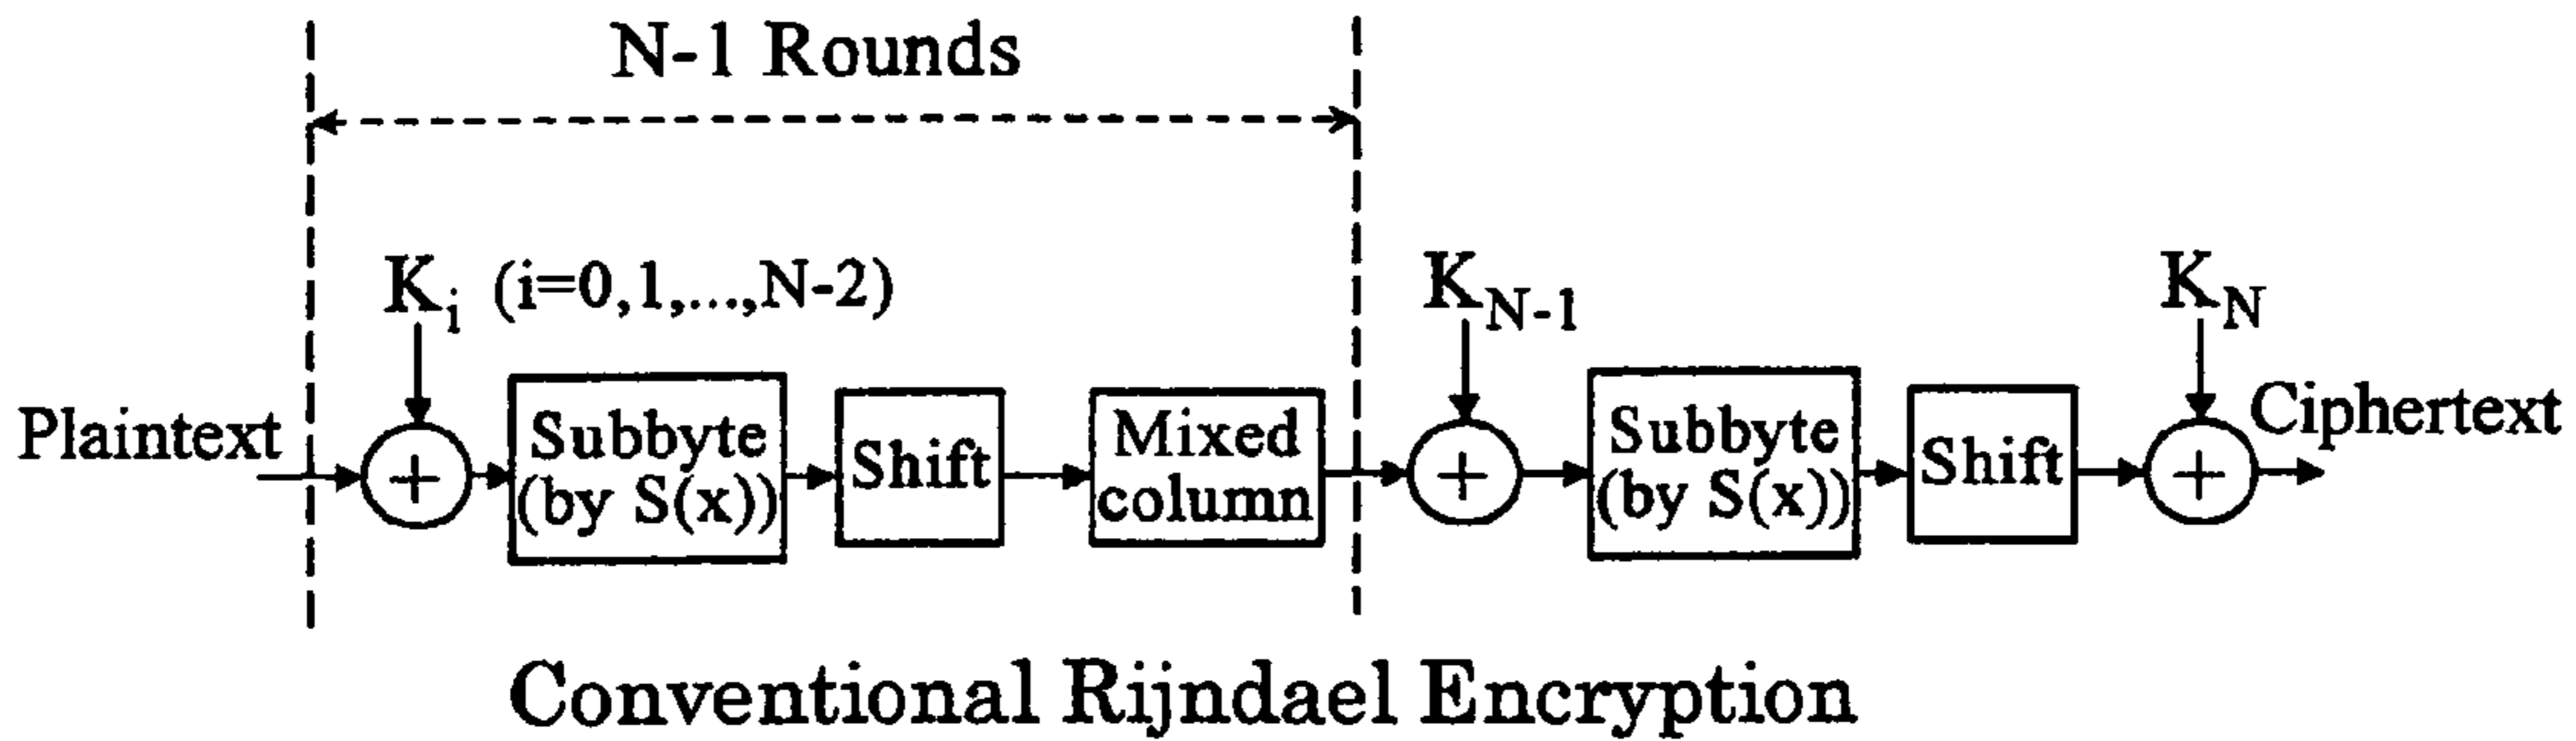 N-1 Rounds
K_i (i=0,1,...,N-2)
K_{N-1}
K_N
Plaintext
+
Subbyte
(by S(x))
Shift
Mixed
column
+
Subbyte
(by S(x))
Shift
+
Ciphertext
Conventional Rijndael Encryption